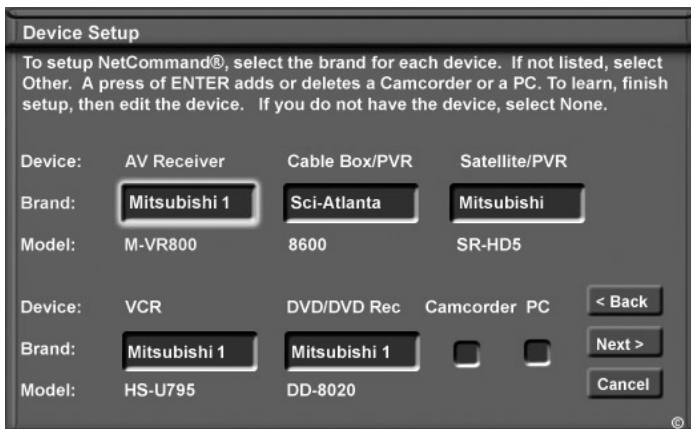 Device Setup
To setup NetCommand®, select the brand for each device. If not listed, select
Other. A press of ENTER adds or deletes a Camcorder or a PC. To learn, finish
setup, then edit the device. If you do not have the device, select None.
Device: AV Receiver Cable Box/PVR Satellite/PVR
Brand: Mitsubishi 1 Sci-Atlanta Mitsubishi
Model: M-VR800 8600 SR-HD5
Device: VCR DVD/DVD Rec Camcorder PC < Back
Brand: Mitsubishi 1 Mitsubishi 1 Next >
Model: HS-U795 DD-8020 Cancel
©